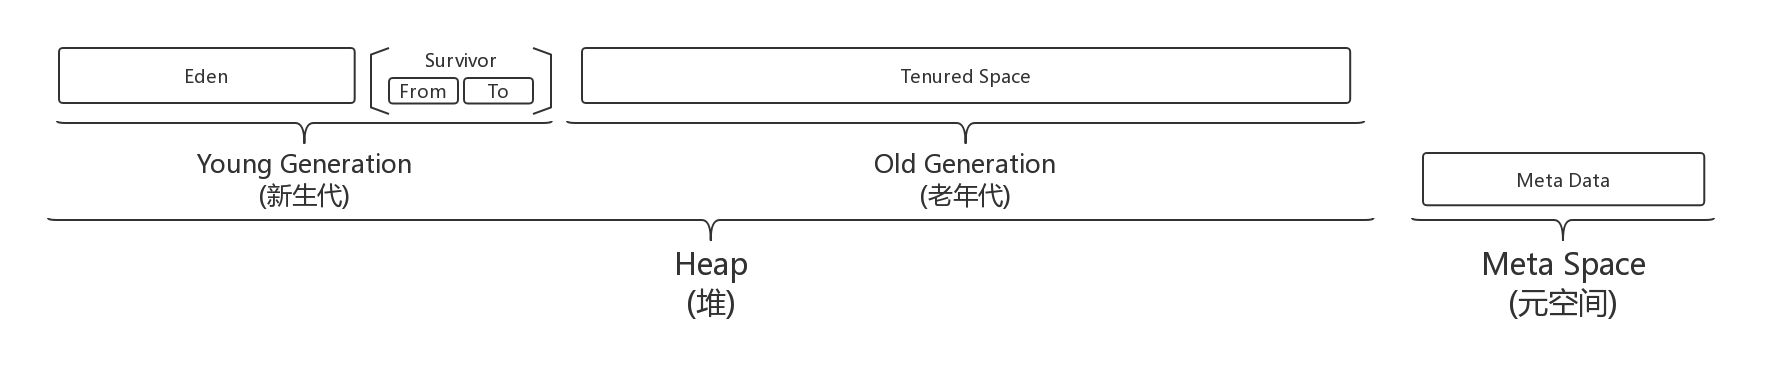 Eden
Survivor
From
To
Tenured Space
Young Generation
(新生代)
Old Generation
(老年代)
Meta Data
Heap
(堆)
Meta Space
(元空间)